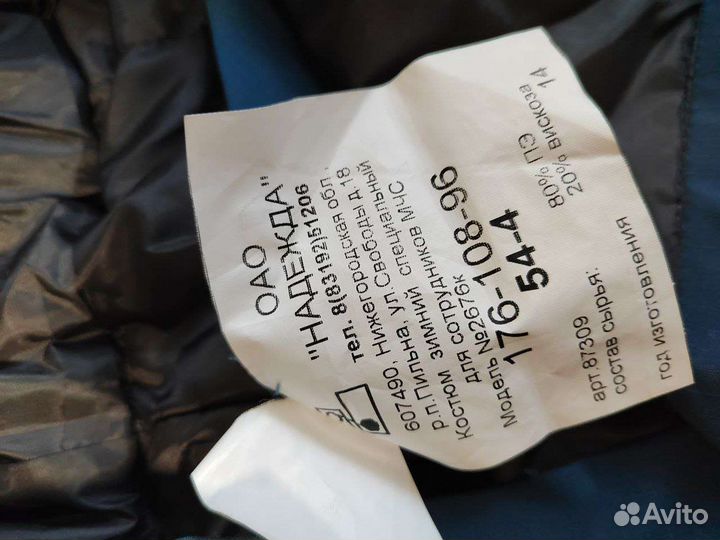 ОАО
"НАДЕЖДА"
тел. 8(83192)51206
607490, Нижегородская обл.,
р.п.Пильна, ул.Свободы д.18
Костюм зимний специальный
для сотрудников МЧС
Модель №2676к
176-108-96
54-4
арт.87309
состав сырья: 80% ПЭ
20% вискоза
год изготовления 14
Avito